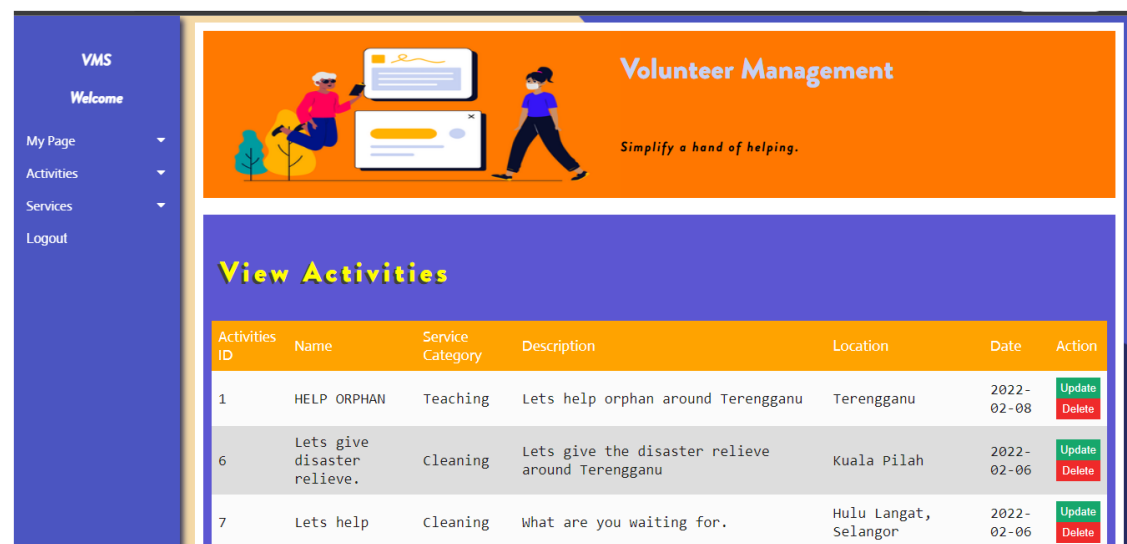 VMS
Welcome
My Page
Activities
Services
Logout
Volunteer Management
Simplify a hand of helping.
View Activities
Activities ID Name Service Category Description Location Date Action
1 HELP ORPHAN Teaching Lets help orphan around Terengganu Terengganu 2022-02-08 Update Delete
6 Lets give disaster relieve. Cleaning Lets give the disaster relieve around Terengganu Kuala Pilah 2022-02-06 Update Delete
7 Lets help Cleaning What are you waiting for. Hulu Langat, Selangor 2022-02-06 Update Delete